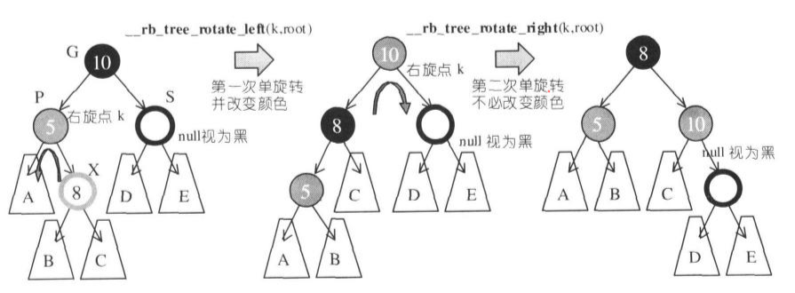 __rb_tree_rotate_left(k,root)
__rb_tree_rotate_right(k,root)
G
10
第一次单旋转
并改变颜色
P
5
右旋点 k
S
null视为黑
X
8
A
D
E
B
C
10
右旋点 k
第二次单旋转
不必改变颜色
8
null 视为黑
5
C
D
E
A
B
8
5
10
null 视为黑
A
B
C
D
E